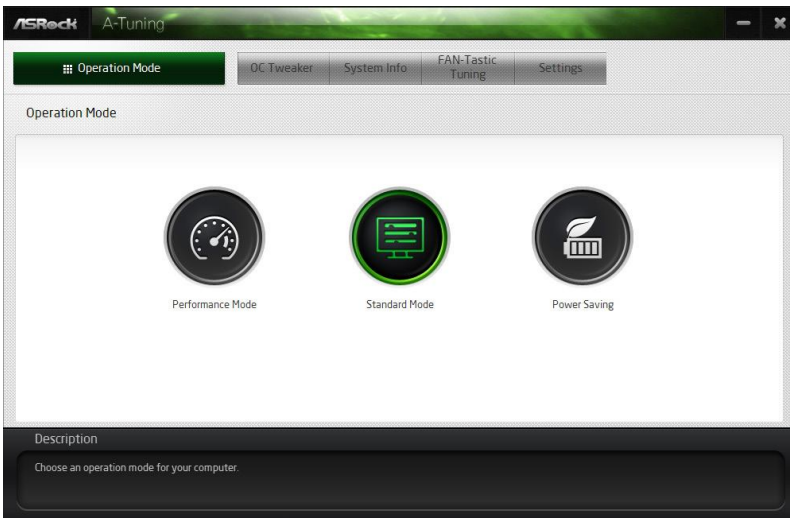 ASRock A-Tuning
Operation Mode
OC Tweaker
System Info
FAN-Tastic
Tuning
Settings
Operation Mode
Performance Mode
Standard Mode
Power Saving
Description
Choose an operation mode for your computer.